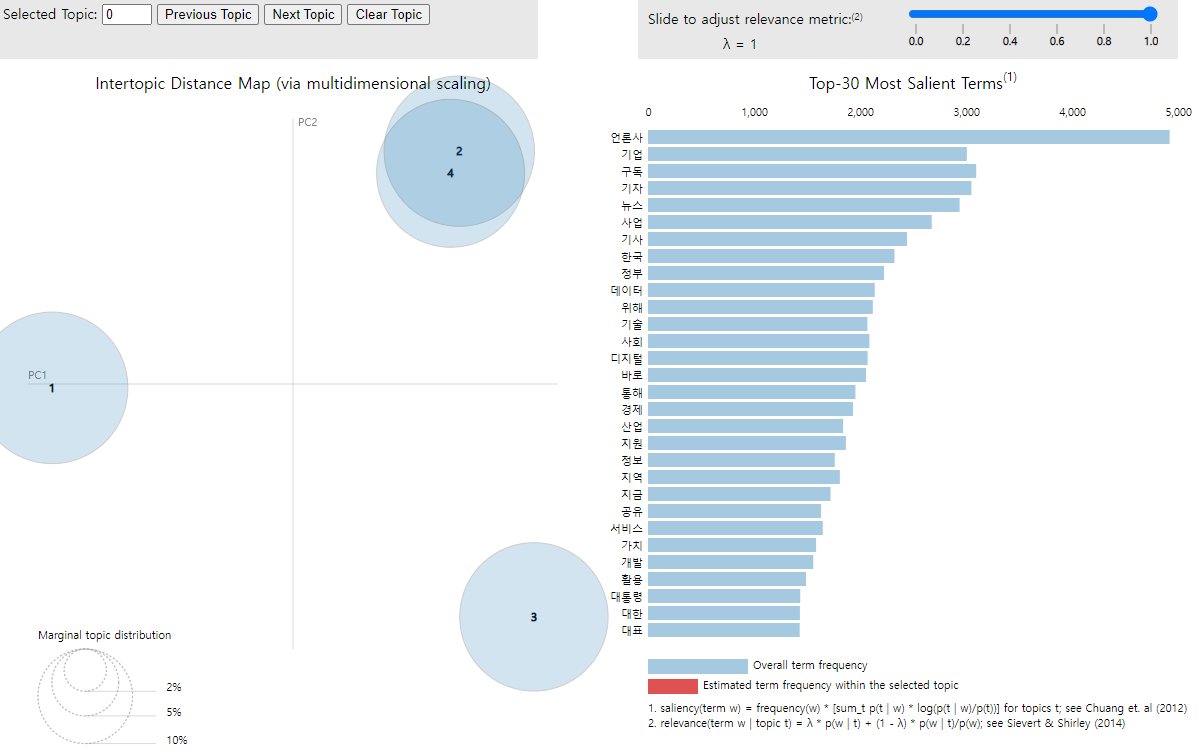 Selected Topic: 0 Previous Topic Next Topic Clear Topic
Slide to adjust relevance metric:(2)
λ = 1
0.0 0.2 0.4 0.6 0.8 1.0
Intertopic Distance Map (via multidimensional scaling)
PC2
2
4
PC1
1
3
Marginal topic distribution
2%
5%
10%
Top-30 Most Salient Terms(1)
0 1,000 2,000 3,000 4,000 5,000
언론사
기업
구독
기자
뉴스
사업
기사
한국
정부
데이터
위해
기술
사회
디지털
바로
통해
경제
산업
지원
정보
지역
지금
공유
서비스
가치
개발
활용
대통령
대한
대표
Overall term frequency
Estimated term frequency within the selected topic
1. saliency(term w) = frequency(w) * [sum_t p(t | w) * log(p(t | w)/p(t))] for topics t; see Chuang et. al (2012)
2. relevance(term w | topic t) = λ * p(w | t) + (1 - λ) * p(w | t)/p(w); see Sievert & Shirley (2014)